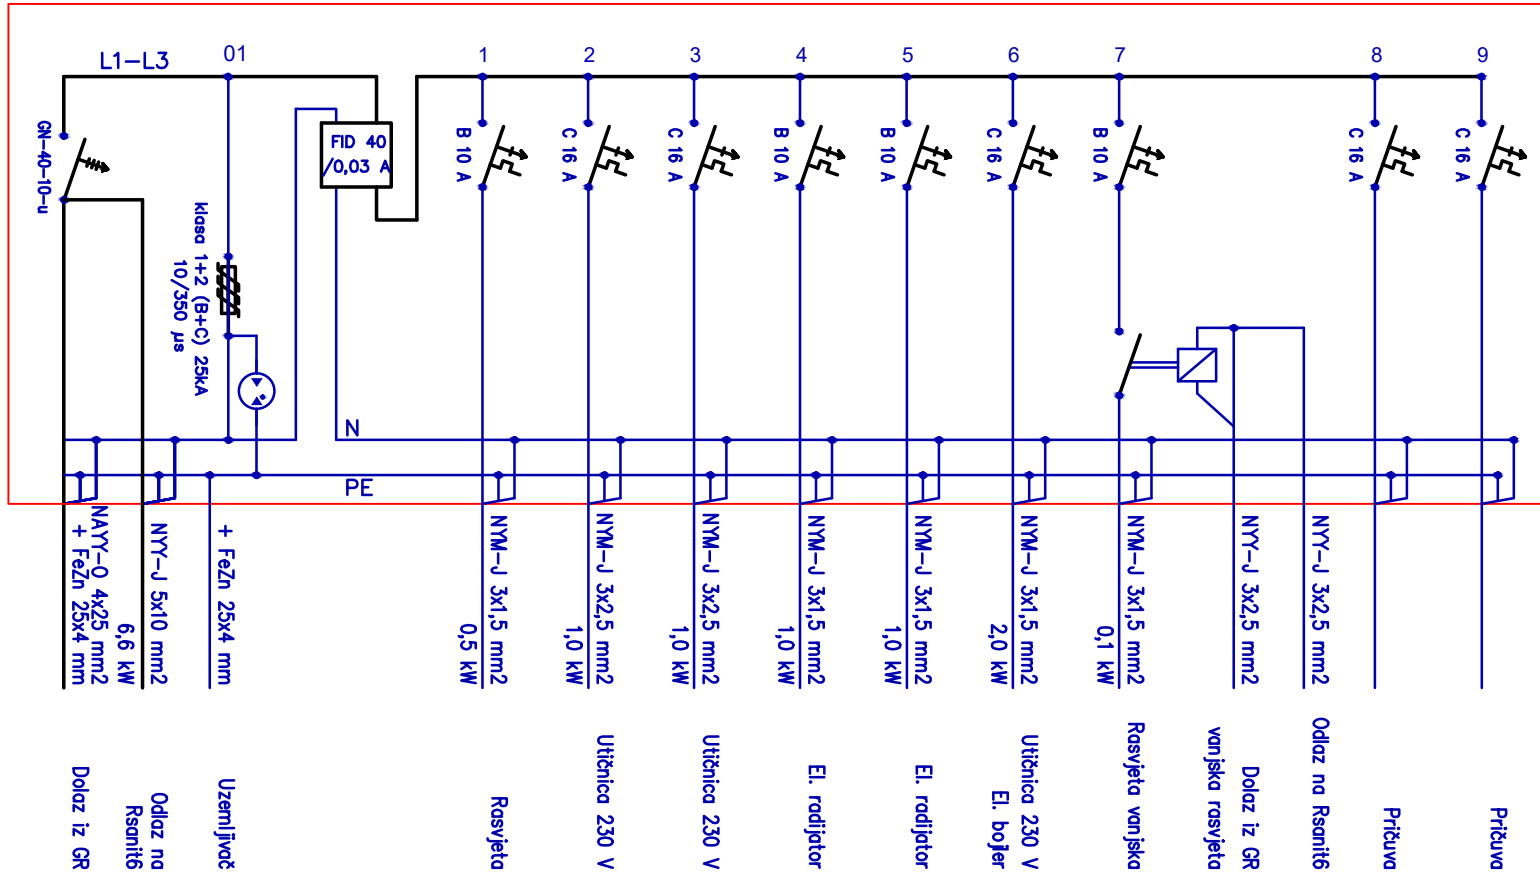 L1-L3
01
1
2
3
4
5
6
7
8
9
GN-40-10-u
klasa 1+2 (B+C) 25kA
10/350 µs
FID 40
/0,03 A
B 10 A
C 16 A
C 16 A
B 10 A
B 10 A
C 16 A
B 10 A
C 16 A
C 16 A
N
PE
NAYY-O 4x25 mm2
+ FeZn 25x4 mm
NYY-J 5x10 mm2
6,6 kW
+ FeZn 25x4 mm
NYM-J 3x1,5 mm2
0,5 kW
NYM-J 3x2,5 mm2
1,0 kW
NYM-J 3x2,5 mm2
1,0 kW
NYM-J 3x1,5 mm2
1,0 kW
NYM-J 3x1,5 mm2
1,0 kW
NYM-J 3x1,5 mm2
2,0 kW
NYM-J 3x1,5 mm2
0,1 kW
NYY-J 3x2,5 mm2
NYY-J 3x2,5 mm2
Dolaz iz GR
Odlaz na
Rsanit6
Uzemljivač
Rasvjeta
Utičnica 230 V
Utičnica 230 V
El. radijator
El. radijator
Utičnica 230 V
El. bojler
Rasvjeta vanjska
Dolaz iz GR
vanjska rasvjeta
Odlaz na Rsanit6
Pričuva
Pričuva